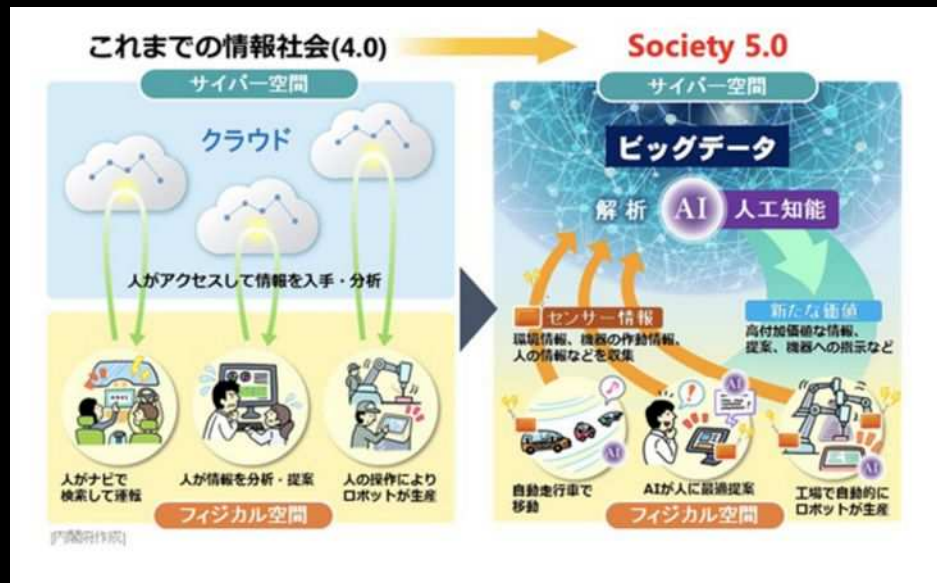 これまでの情報社会(4.0)
Society 5.0
サイバー空間
クラウド
人がアクセスして情報を入手・分析
人がナビで
検索して運転
人が情報を分析・提案
人の操作により
ロボットが生産
フィジカル空間
サイバー空間
ビッグデータ
解析 AI 人工知能
センサー情報
環境情報、機器の作動情報、
人の情報などを収集
新たな価値
高付加価値な情報、
提案、機器への指示など
AI
AI
AI
自動走行車で
移動
AIが人に最適提案
工場で自動的に
ロボットが生産
フィジカル空間
[内閣府作成]